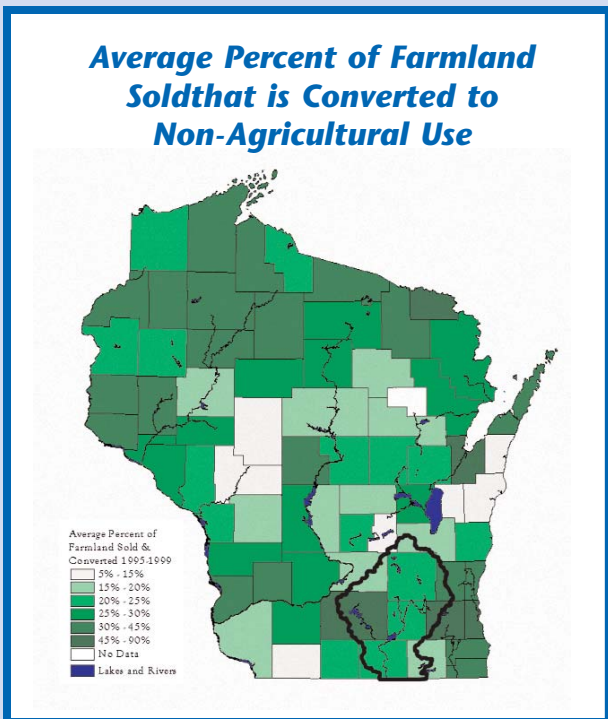 Average Percent of Farmland
Soldthat is Converted to
Non-Agricultural Use
Average Percent of
Farmland Sold &
Converted 1995-1999
5% - 15%
15% - 20%
20% - 25%
25% - 30%
30% - 45%
45% - 90%
No Data
Lakes and Rivers